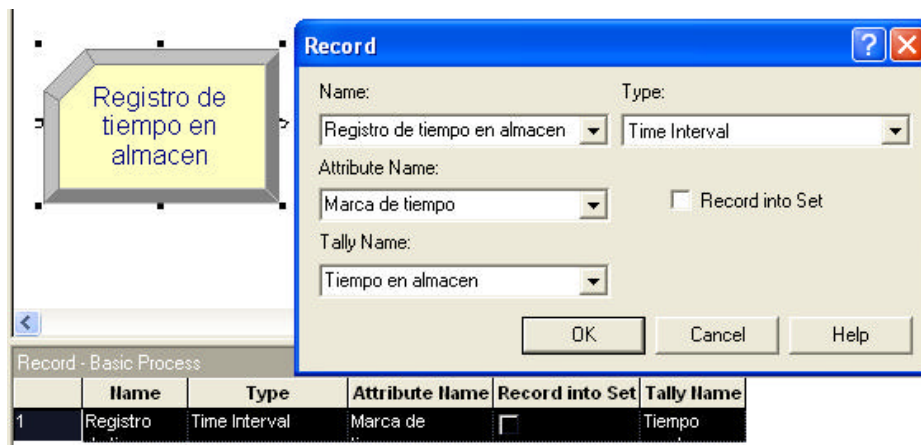 Registro de
tiempo en
almacen
Record
Name:
Type:
Registro de tiempo en almacen
Time Interval
Attribute Name:
Marca de tiempo
Record into Set
Tally Name:
Tiempo en almacen
OK Cancel Help
Record - Basic Process
Name Type Attribute Name Record into Set Tally Name
1 Registro Time Interval Marca de Tiempo